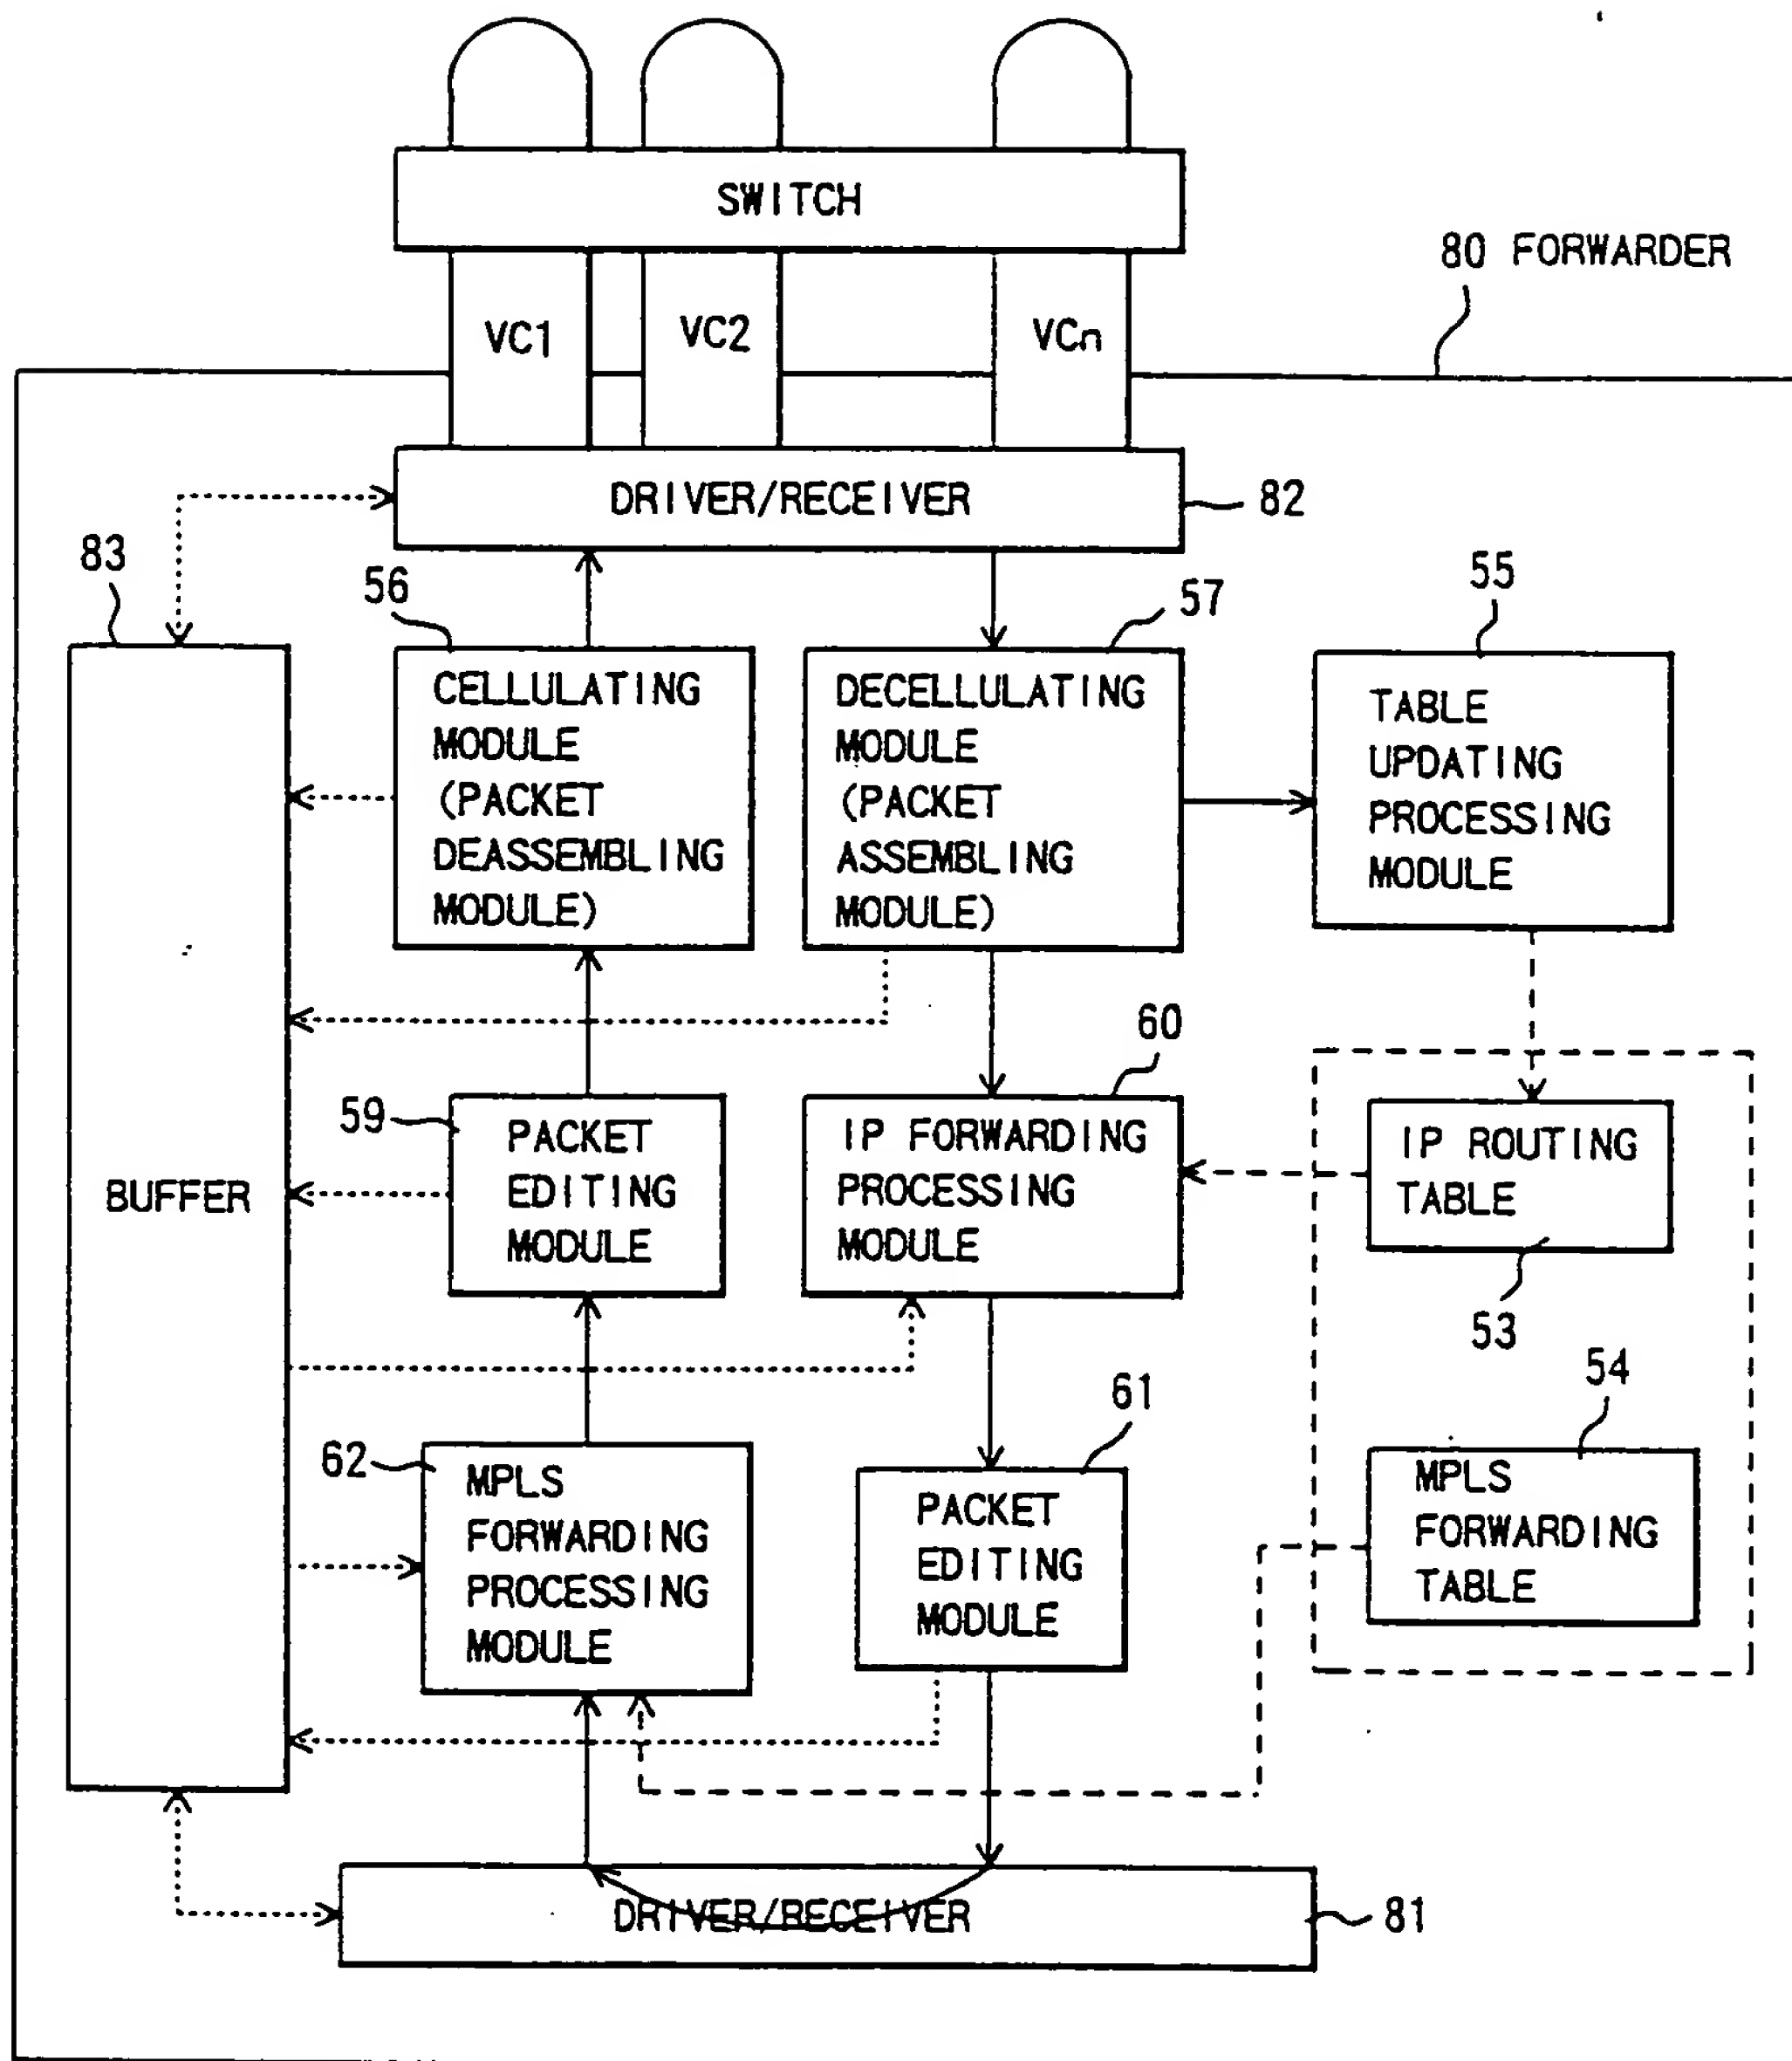 SWITCH
80 FORWARDER
VC1
VC2
VCn
DRIVER/RECEIVER
82
83
56
57
55
CELLULATING
MODULE
(PACKET
DEASSEMBLING
MODULE)
DECELLULATING
MODULE
(PACKET
ASSEMBLING
MODULE)
TABLE
UPDATING
PROCESSING
MODULE
60
59
PACKET
EDITING
MODULE
IP FORWARDING
PROCESSING
MODULE
IP ROUTING
TABLE
BUFFER
53
54
61
62
MPLS
FORWARDING
PROCESSING
MODULE
PACKET
EDITING
MODULE
MPLS
FORWARDING
TABLE
DRIVER/RECEIVER
81